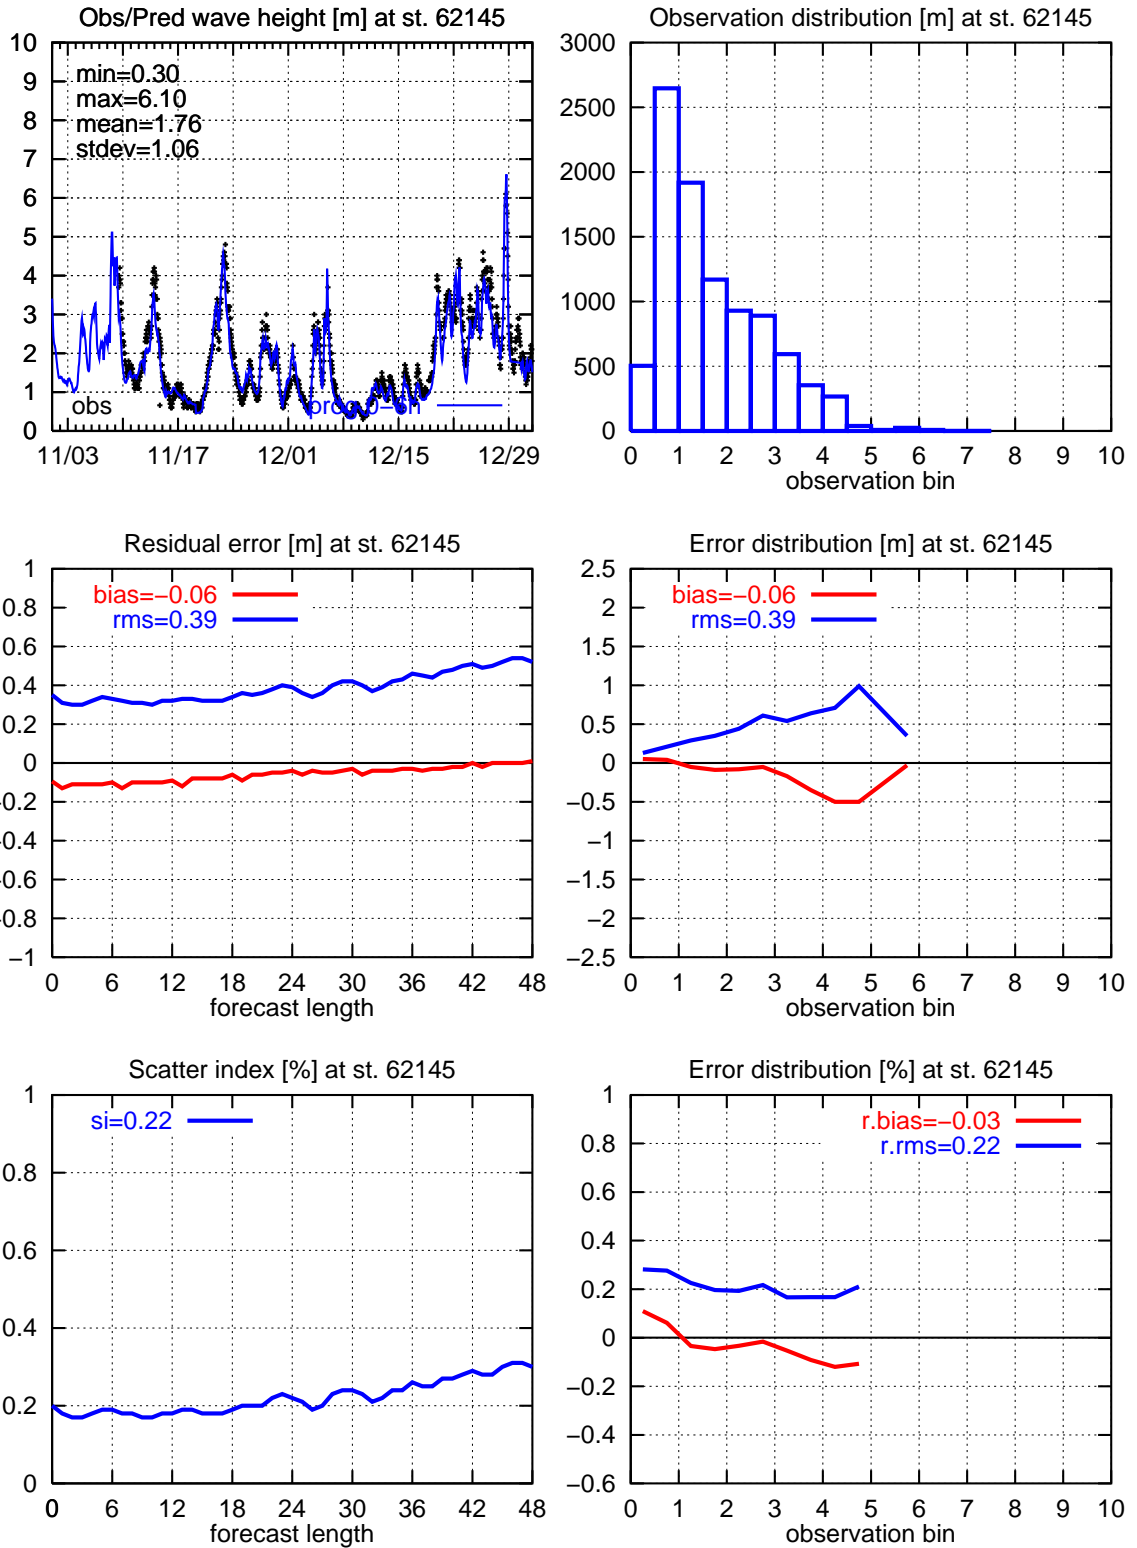 Obs/Pred wave height [m] at st. 62145
10
9
8
7
6
5
4
3
2
1
0
min=0.30
max=6.10
mean=1.76
stdev=1.06
obs
11/03 11/17 12/01 12/15 12/29
Observation distribution [m] at st. 62145
3000
2500
2000
1500
1000
500
0
0 1 2 3 4 5 6 7 8 9 10
observation bin
Residual error [m] at st. 62145
1
0.8
0.6
0.4
0.2
0
0.2
0.4
0.6
0.8
−1
bias=−0.06
rms=0.39
0 6 12 18 24 30 36 42 48
forecast length
Error distribution [m] at st. 62145
2.5
2
1.5
1
0.5
0
−0.5
−1
−1.5
−2
−2.5
bias=−0.06
rms=0.39
0 1 2 3 4 5 6 7 8 9 10
observation bin
Scatter index [%] at st. 62145
1
0.8
0.6
0.4
0.2
0
si=0.22
0 6 12 18 24 30 36 42 48
forecast length
Error distribution [%] at st. 62145
1
0.8
0.6
0.4
0.2
0
−0.2
−0.4
−0.6
r.bias=−0.03
r.rms=0.22
0 1 2 3 4 5 6 7 8 9 10
observation bin